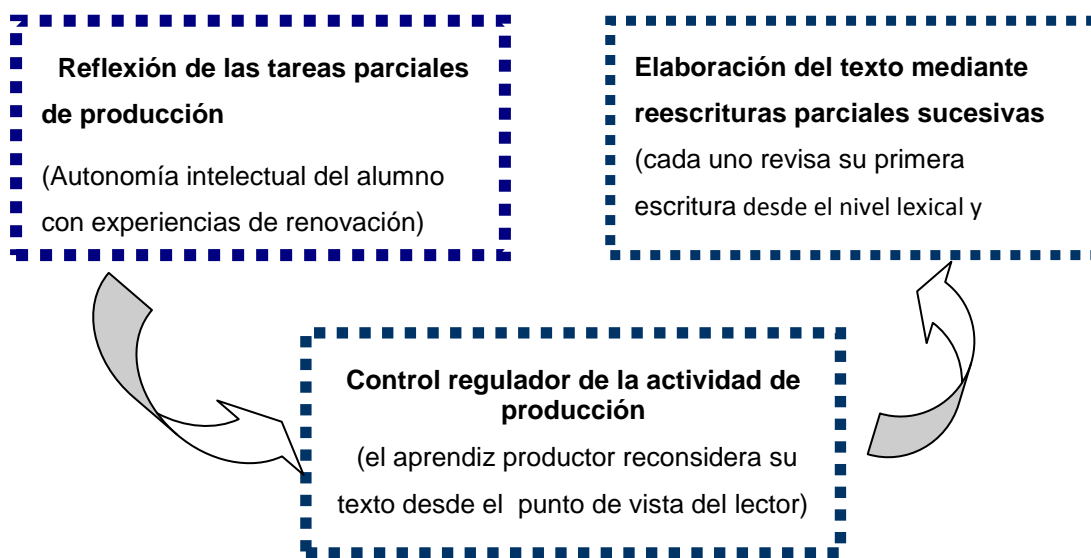 Reflexión de las tareas parciales
de producción
(Autonomía intelectual del alumno
con experiencias de renovación)
Elaboración del texto mediante
reescrituras parciales sucesivas
(cada uno revisa su primera
escritura desde el nivel lexical y
Control regulador de la actividad de
producción
(el aprendiz productor reconsidera su
texto desde el punto de vista del lector)